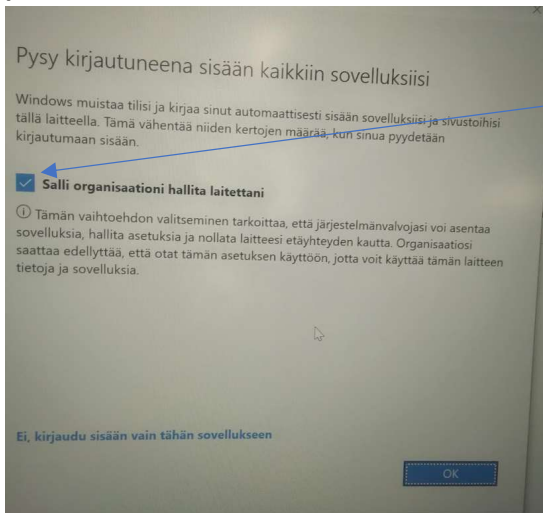 Pysy kirjautuneena sisään kaikkiin sovelluksiisi
Windows muistaa tilisi ja kirjaa sinut automaattisesti sisään sovelluksiisi ja sivustoihisi
tällä laitteella. Tämä vähentää niiden kertojen määrää, kun sinua pyydetään
kirjautumaan sisään.
Salli organisaationi hallita laitettani
Tämän vaihtoehdon valitseminen tarkoittaa, että järjestelmänvalvojasi voi asentaa
sovelluksia, hallita asetuksia ja nollata laitteesi etäyhteyden kautta. Organisaatiosi
saattaa edellyttää, että otat tämän asetuksen käyttöön, jotta voit käyttää tämän laitteen
tietoja ja sovelluksia.
Ei, kirjaudu sisään vain tähän sovellukseen
OK